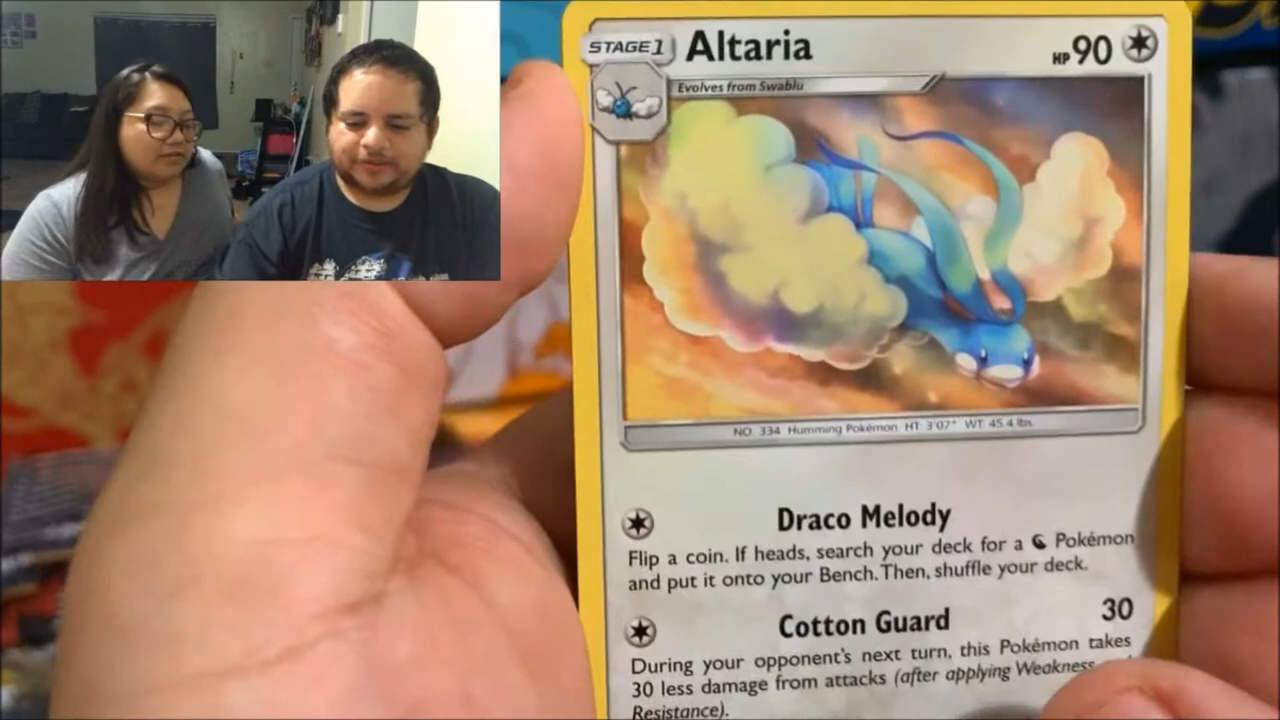 STAGE 1 Altaria HP 90
Evolves from Swablu
NO. 334 Humming Pokémon HT: 3'07" WT: 45.4 lbs.
Draco Melody
Flip a coin. If heads, search your deck for a Pokémon
and put it onto your Bench. Then, shuffle your deck.
Cotton Guard 30
During your opponent's next turn, this Pokémon takes
30 less damage from attacks (after applying Weakness
Resistance).